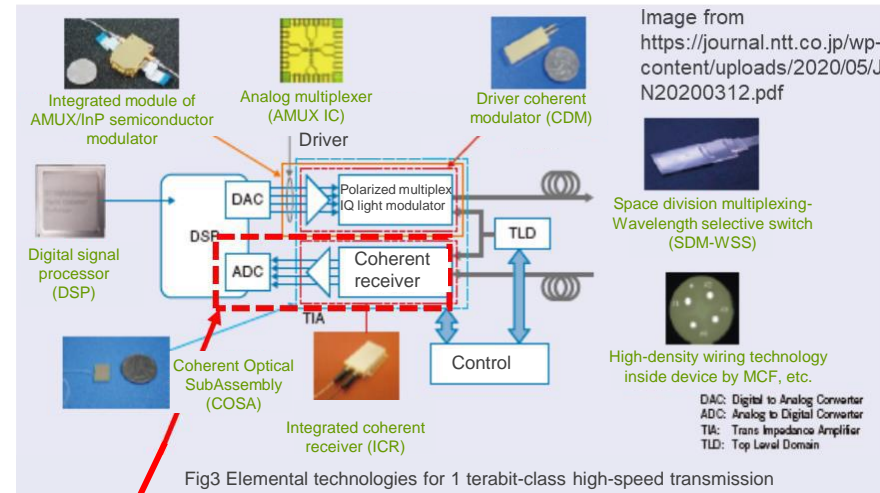 Image from
https://journal.ntt.co.jp/wp-
content/uploads/2020/05/J
N20200312.pdf
Integrated module of
AMUX/InP semiconductor
modulator
Analog multiplexer
(AMUX IC)
Driver coherent
modulator (CDM)
Driver
Digital signal
processor
(DSP)
DSP
DAC
Polarized multiplex
IQ light modulator
TLD
Space division multiplexing-
Wavelength selective switch
(SDM-WSS)
ADC
Coherent
receiver
TIA
Control
Coherent Optical
SubAssembly
(COSA)
Integrated coherent
receiver (ICR)
High-density wiring technology
inside device by MCF, etc.
DAC: Digital to Analog Converter
ADC: Analog to Digital Converter
TIA: Trans Impedance Amplifier
TLD: Top Level Domain
Fig3 Elemental technologies for 1 terabit-class high-speed transmission